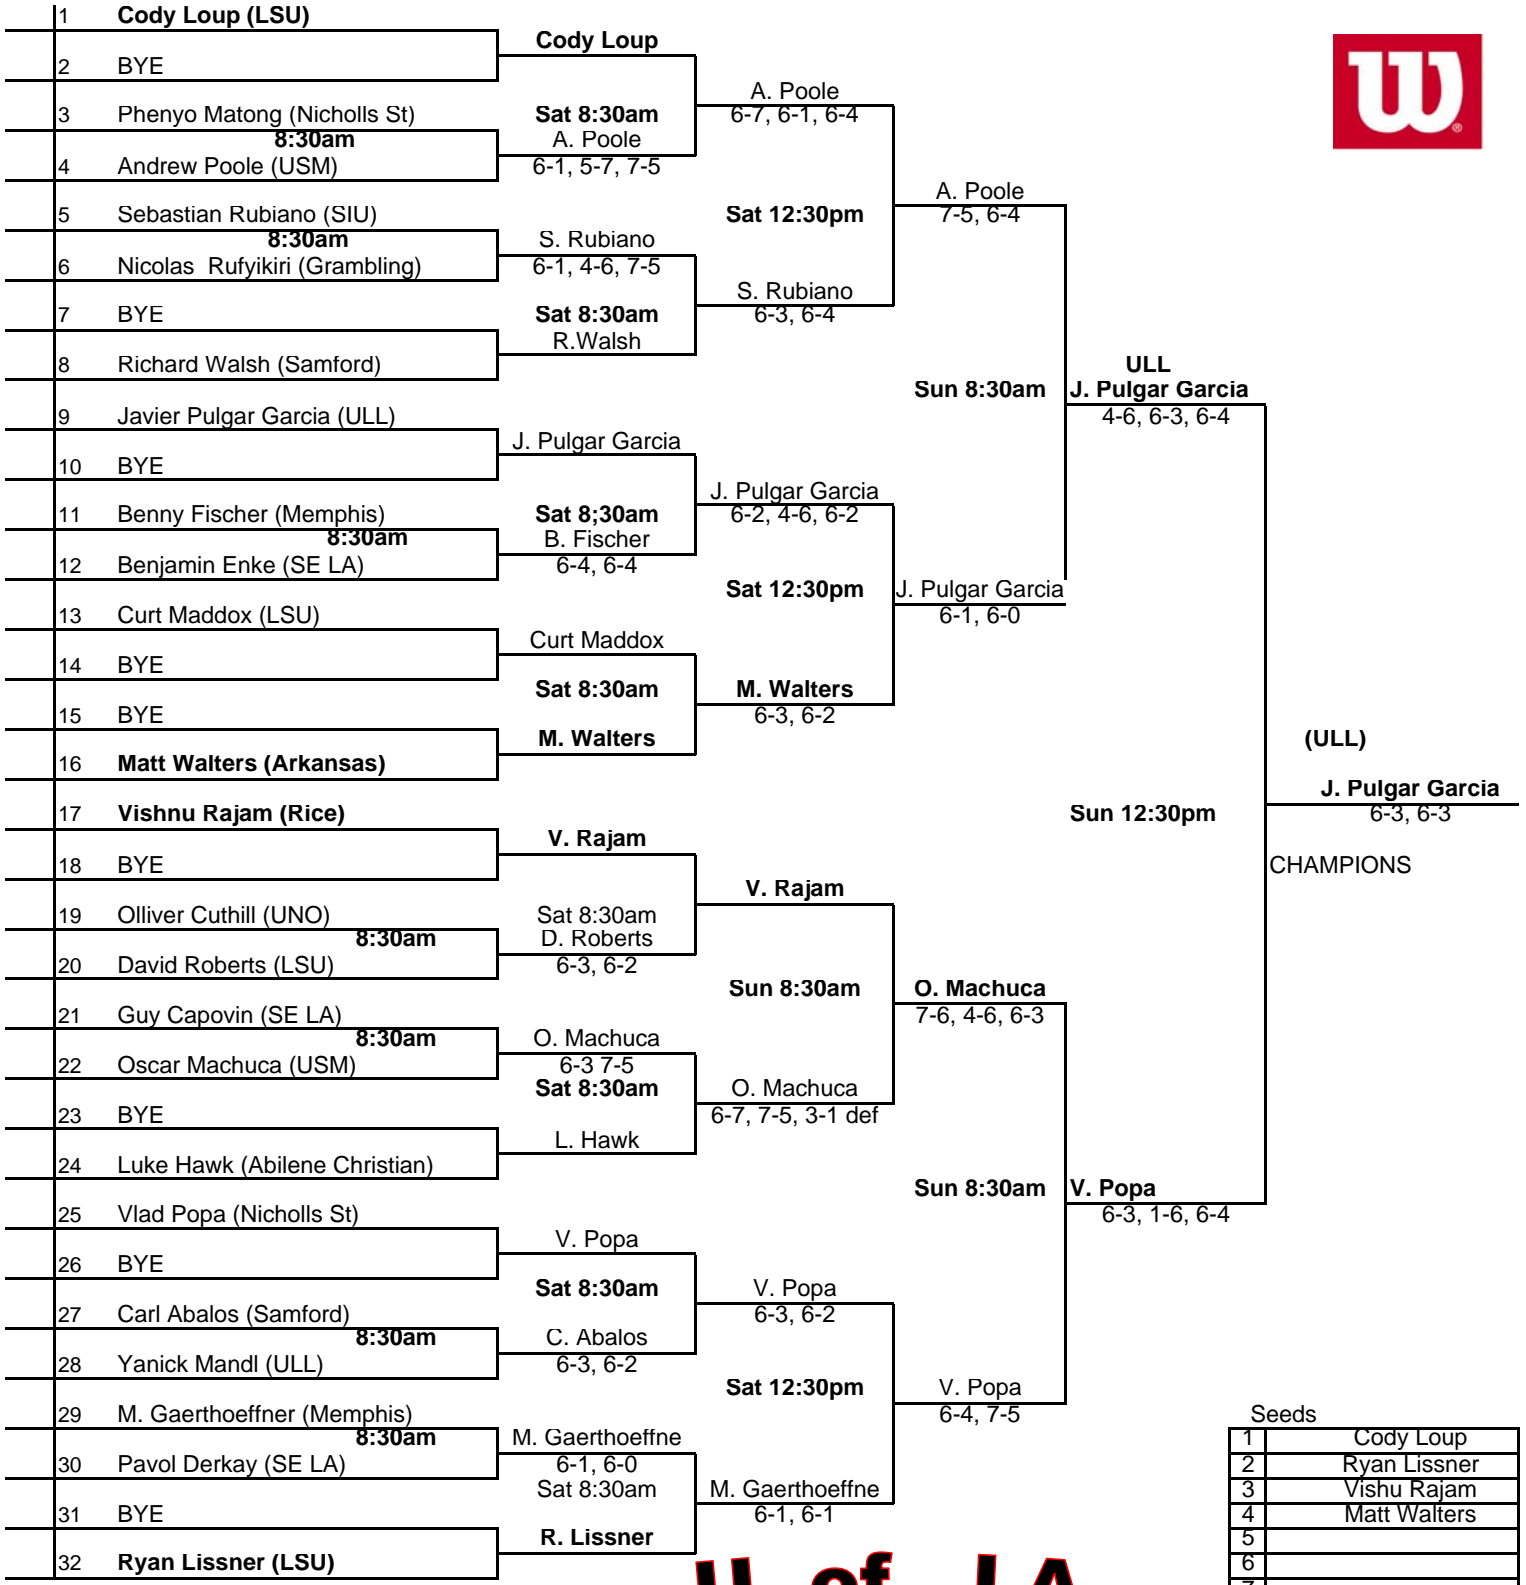 1 Cody Loup (LSU)
Cody Loup
2 BYE
A. Poole
3 Phenyo Matong (Nicholls St)
Sat 8:30am
6-7, 6-1, 6-4
8:30am
A. Poole
4 Andrew Poole (USM)
6-1, 5-7, 7-5
A. Poole
5 Sebastian Rubiano (SIU)
Sat 12:30pm
7-5, 6-4
8:30am
S. Rubiano
6 Nicolas Rufyikiri (Grambling)
6-1, 4-6, 7-5
S. Rubiano
7 BYE
Sat 8:30am
6-3, 6-4
R.Walsh
8 Richard Walsh (Samford)
ULL
Sun 8:30am
J. Pulgar Garcia
9 Javier Pulgar Garcia (ULL)
4-6, 6-3, 6-4
J. Pulgar Garcia
10 BYE
J. Pulgar Garcia
11 Benny Fischer (Memphis)
Sat 8;30am
6-2, 4-6, 6-2
8:30am
B. Fischer
12 Benjamin Enke (SE LA)
6-4, 6-4
Sat 12:30pm
J. Pulgar Garcia
13 Curt Maddox (LSU)
6-1, 6-0
Curt Maddox
14 BYE
Sat 8:30am
M. Walters
15 BYE
6-3, 6-2
M. Walters
(ULL)
16 Matt Walters (Arkansas)
J. Pulgar Garcia
17 Vishnu Rajam (Rice)
Sun 12:30pm
6-3, 6-3
V. Rajam
18 BYE
CHAMPIONS
V. Rajam
19 Olliver Cuthill (UNO)
Sat 8:30am
8:30am
D. Roberts
20 David Roberts (LSU)
6-3, 6-2
Sun 8:30am
O. Machuca
21 Guy Capovin (SE LA)
7-6, 4-6, 6-3
8:30am
O. Machuca
22 Oscar Machuca (USM)
6-3 7-5
Sat 8:30am
O. Machuca
23 BYE
6-7, 7-5, 3-1 def
L. Hawk
24 Luke Hawk (Abilene Christian)
Sun 8:30am
V. Popa
25 Vlad Popa (Nicholls St)
6-3, 1-6, 6-4
V. Popa
26 BYE
Sat 8:30am
V. Popa
27 Carl Abalos (Samford)
6-3, 6-2
8:30am
C. Abalos
28 Yanick Mandl (ULL)
6-3, 6-2
Sat 12:30pm
V. Popa
29 M. Gaerthoeffner (Memphis)
6-4, 7-5
Seeds
8:30am
M. Gaerthoeffne
1 Cody Loup
30 Pavol Derkay (SE LA)
6-1, 6-0
2 Ryan Lissner
Sat 8:30am
M. Gaerthoeffne
3 Vishu Rajam
31 BYE
6-1, 6-1
4 Matt Walters
R. Lissner
5
32 Ryan Lissner (LSU)
6
U of LA